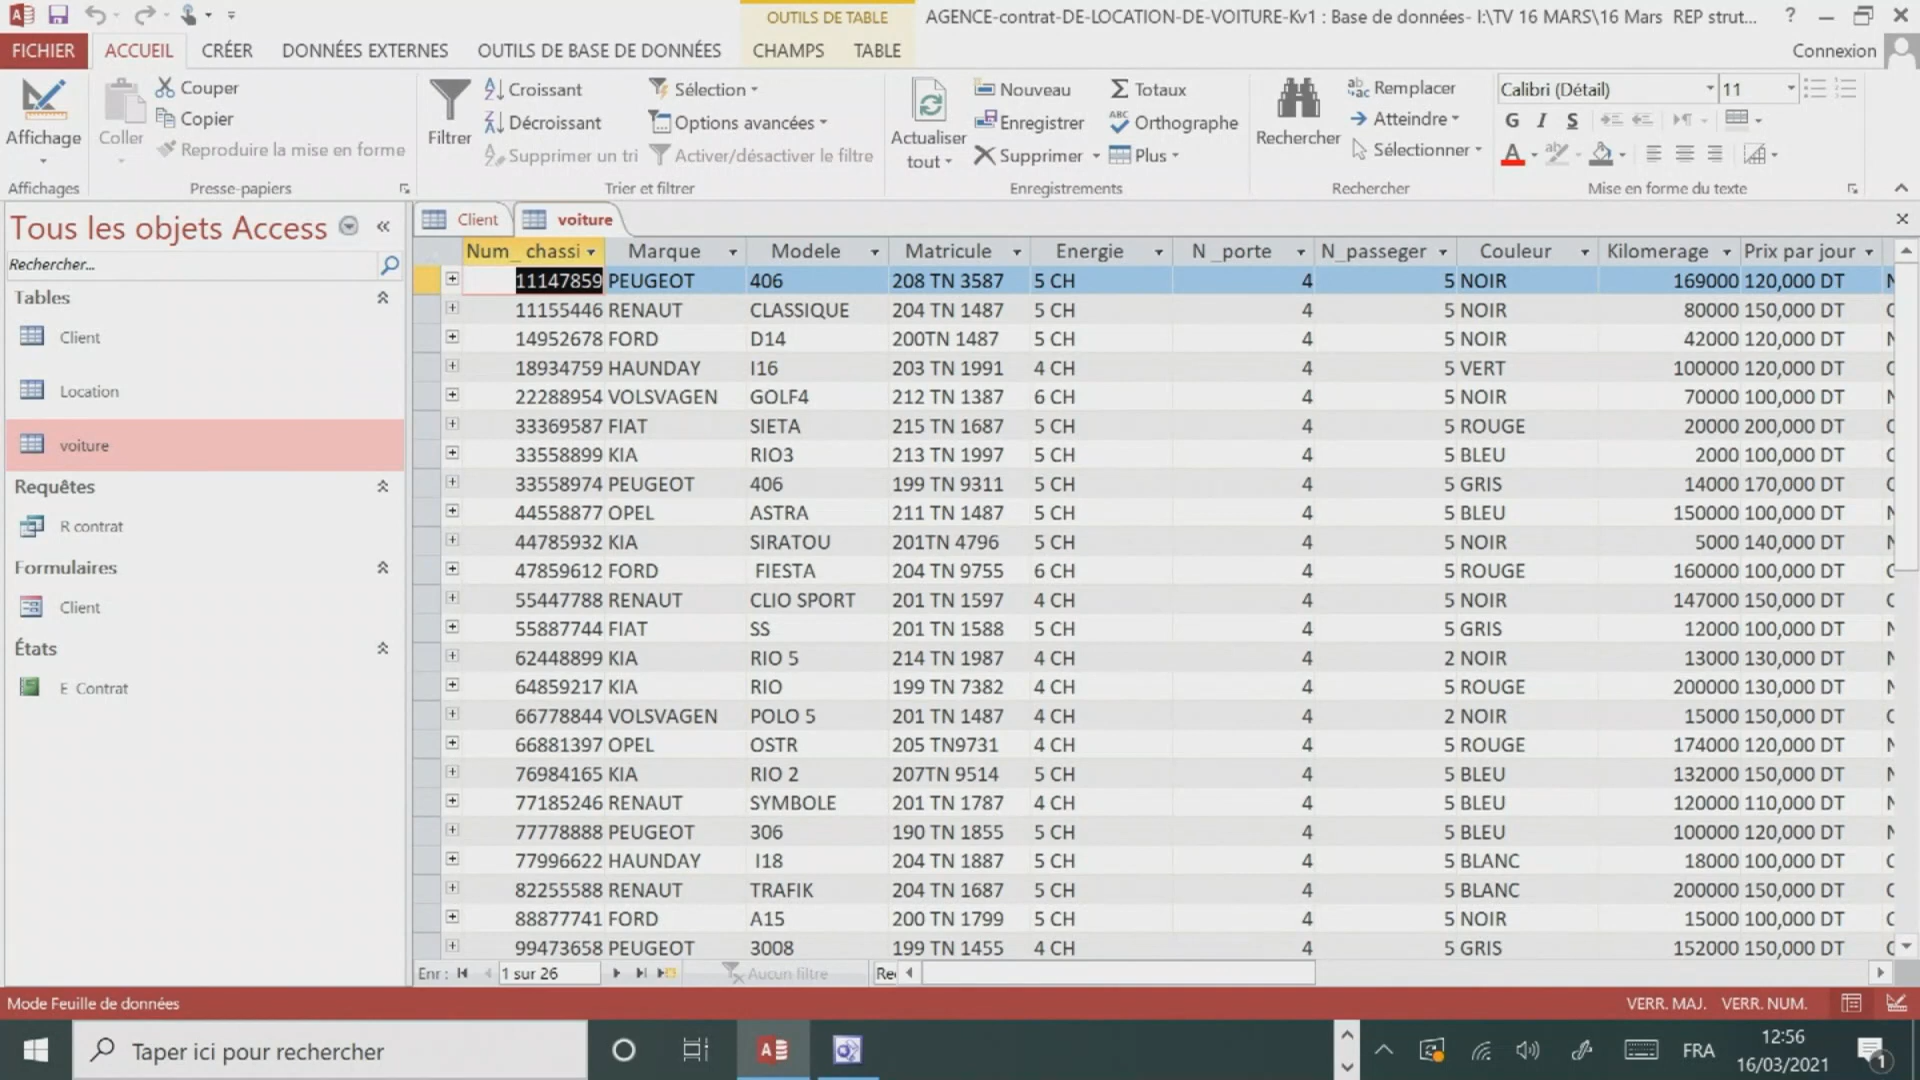 OUTILS DE TABLE
AGENCE-contrat-DE-LOCATION-DE-VOITURE-Kv1 : Base de données- I:\TV 16 MARS\16 Mars REP strut... ?
FICHIER ACCUEIL CRÉER DONNÉES EXTERNES OUTILS DE BASE DE DONNÉES CHAMPS TABLE Connexion
Affichage
Affichages
Coller
Couper
Copier
Reproduire la mise en forme
Presse-papiers
Filtrer
Croissant
Décroissant
Supprimer un tri
Sélection
Options avancées
Activer/désactiver le filtre
Trier et filtrer
Actualiser tout
Nouveau
Enregistrer
Supprimer
Totaux
Orthographe
Plus
Enregistrements
Rechercher
Remplacer
Atteindre
Sélectionner
Rechercher
Calibri (Détail) 11
G I S
Mise en forme du texte
Tous les objets Access
Rechercher...
Tables
Client
Location
voiture
Requêtes
R contrat
Formulaires
Client
États
E Contrat
Client voiture
Num_ chassi Marque Modele Matricule Energie N _porte N_passeger Couleur Kilomerage Prix par jour
11147859 PEUGEOT 406 208 TN 3587 5 CH 4 5 NOIR 169000 120,000 DT
11155446 RENAUT CLASSIQUE 204 TN 1487 5 CH 4 5 NOIR 80000 150,000 DT
14952678 FORD D14 200TN 1487 5 CH 4 5 NOIR 42000 120,000 DT
18934759 HAUNDAY I16 203 TN 1991 4 CH 4 5 VERT 100000 120,000 DT
22288954 VOLSVAGEN GOLF4 212 TN 1387 6 CH 4 5 NOIR 70000 100,000 DT
33369587 FIAT SIETA 215 TN 1687 5 CH 4 5 ROUGE 20000 200,000 DT
33558899 KIA RIO3 213 TN 1997 5 CH 4 5 BLEU 2000 100,000 DT
33558974 PEUGEOT 406 199 TN 9311 5 CH 4 5 GRIS 14000 170,000 DT
44558877 OPEL ASTRA 211 TN 1487 5 CH 4 5 BLEU 150000 100,000 DT
44785932 KIA SIRATOU 201TN 4796 5 CH 4 5 NOIR 5000 140,000 DT
47859612 FORD FIESTA 204 TN 9755 6 CH 4 5 ROUGE 160000 100,000 DT
55447788 RENAUT CLIO SPORT 201 TN 1597 4 CH 4 5 NOIR 147000 150,000 DT
55887744 FIAT SS 201 TN 1588 5 CH 4 5 GRIS 12000 100,000 DT
62448899 KIA RIO 5 214 TN 1987 4 CH 4 2 NOIR 13000 130,000 DT
64859217 KIA RIO 199 TN 7382 4 CH 4 5 ROUGE 200000 130,000 DT
66778844 VOLSVAGEN POLO 5 201 TN 1487 4 CH 4 2 NOIR 15000 150,000 DT
66881397 OPEL OSTR 205 TN9731 4 CH 4 5 ROUGE 174000 120,000 DT
76984165 KIA RIO 2 207TN 9514 5 CH 4 5 BLEU 132000 150,000 DT
77185246 RENAUT SYMBOLE 201 TN 1787 4 CH 4 5 BLEU 120000 110,000 DT
77778888 PEUGEOT 306 190 TN 1855 5 CH 4 5 BLEU 100000 120,000 DT
77996622 HAUNDAY I18 204 TN 1887 5 CH 4 5 BLANC 18000 100,000 DT
82255588 RENAUT TRAFIK 204 TN 1687 5 CH 4 5 BLANC 200000 150,000 DT
88877741 FORD A15 200 TN 1799 5 CH 4 5 NOIR 15000 100,000 DT
99473658 PEUGEOT 3008 199 TN 1455 4 CH 4 5 GRIS 152000 150,000 DT
Enr : 1 sur 26 Aucun filtre Re
Mode Feuille de données VERR. MAJ. VERR. NUM.
Taper ici pour rechercher
FRA
12:56
16/03/2021
1